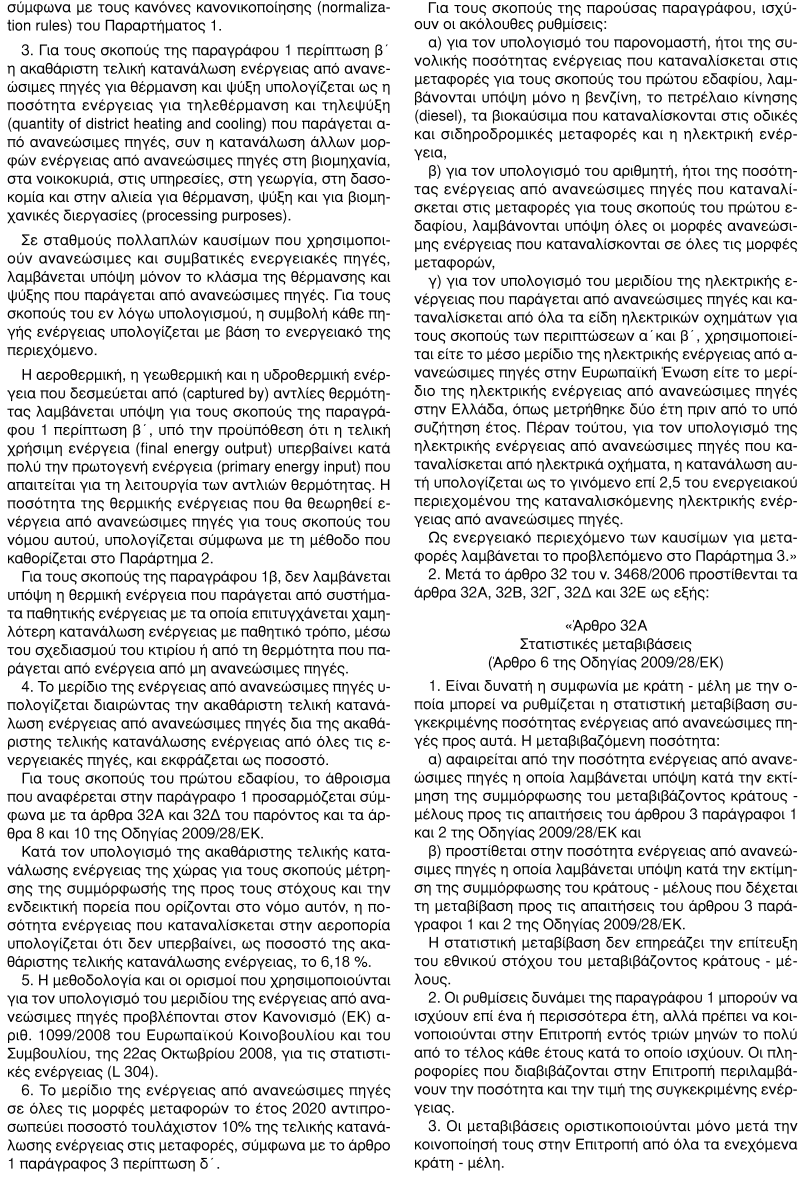 σύμφωνα με τους κανόνες κανονικοποίησης (normaliza-
tion rules) του Παραρτήματος 1.
3. Για τους σκοπούς της παραγράφου 1 περίπτωση β΄
η ακαθάριστη τελική κατανάλωση ενέργειας από ανανε-
ώσιμες πηγές για θέρμανση και ψύξη υπολογίζεται ως η
ποσότητα ενέργειας για τηλεθέρμανση και τηλεψύξη
(quantity of district heating and cooling) που παράγεται α-
πό ανανεώσιμες πηγές, συν η κατανάλωση άλλων μορ-
φών ενέργειας από ανανεώσιμες πηγές στη βιομηχανία,
στα νοικοκυριά, στις υπηρεσίες, στη γεωργία, στη δασο-
κομία και στην αλιεία για θέρμανση, ψύξη και για βιομη-
χανικές διεργασίες (processing purposes).
Σε σταθμούς πολλαπλών καυσίμων που χρησιμοποι-
ούν ανανεώσιμες και συμβατικές ενεργειακές πηγές,
λαμβάνεται υπόψη μόνον το κλάσμα της θέρμανσης και
ψύξης που παράγεται από ανανεώσιμες πηγές. Για τους
σκοπούς του εν λόγω υπολογισμού, η συμβολή κάθε πη-
γής ενέργειας υπολογίζεται με βάση το ενεργειακό της
περιεχόμενο.
Η αεροθερμική, η γεωθερμική και η υδροθερμική ενέρ-
γεια που δεσμεύεται από (captured by) αντλίες θερμότη-
τας λαμβάνεται υπόψη για τους σκοπούς της παραγρά-
φου 1 περίπτωση β΄, υπό την προϋπόθεση ότι η τελική
χρήσιμη ενέργεια (final energy output) υπερβαίνει κατά
πολύ την πρωτογενή ενέργεια (primary energy input) που
απαιτείται για τη λειτουργία των αντλιών θερμότητας. Η
ποσότητα της θερμικής ενέργειας που θα θεωρηθεί ε-
νέργεια από ανανεώσιμες πηγές για τους σκοπούς του
νόμου αυτού, υπολογίζεται σύμφωνα με τη μέθοδο που
καθορίζεται στο Παράρτημα 2.
Για τους σκοπούς της παραγράφου 1β, δεν λαμβάνεται
υπόψη η θερμική ενέργεια που παράγεται από συστήμα-
τα παθητικής ενέργειας με τα οποία επιτυγχάνεται χαμη-
λότερη κατανάλωση ενέργειας με παθητικό τρόπο, μέσω
του σχεδιασμού του κτιρίου ή από τη θερμότητα που πα-
ράγεται από ενέργεια από μη ανανεώσιμες πηγές.
4. Το μερίδιο της ενέργειας από ανανεώσιμες πηγές υ-
πολογίζεται διαιρώντας την ακαθάριστη τελική κατανά-
λωση ενέργειας από ανανεώσιμες πηγές δια της ακαθά-
ριστης τελικής κατανάλωσης ενέργειας από όλες τις ε-
νεργειακές πηγές, και εκφράζεται ως ποσοστό.
Για τους σκοπούς του πρώτου εδαφίου, το άθροισμα
που αναφέρεται στην παράγραφο 1 προσαρμόζεται σύμ-
φωνα με τα άρθρα 32Α και 32Δ του παρόντος και τα άρ-
θρα 8 και 10 της Οδηγίας 2009/28/ΕΚ.
Κατά τον υπολογισμό της ακαθάριστης τελικής κατα-
νάλωσης ενέργειας της χώρας για τους σκοπούς μέτρη-
σης της συμμόρφωσής της προς τους στόχους και την
ενδεικτική πορεία που ορίζονται στο νόμο αυτόν, η πο-
σότητα ενέργειας που καταναλίσκεται στην αεροπορία
υπολογίζεται ότι δεν υπερβαίνει, ως ποσοστό της ακα-
θάριστης τελικής κατανάλωσης ενέργειας, το 6,18 %.
5. Η μεθοδολογία και οι ορισμοί που χρησιμοποιούνται
για τον υπολογισμό του μεριδίου της ενέργειας από ανα-
νεώσιμες πηγές προβλέπονται στον Κανονισμό (ΕΚ) α-
ριθ. 1099/2008 του Ευρωπαϊκού Κοινοβουλίου και του
Συμβουλίου, της 22ας Οκτωβρίου 2008, για τις στατιστι-
κές ενέργειας (L 304).
6. Το μερίδιο της ενέργειας από ανανεώσιμες πηγές
σε όλες τις μορφές μεταφορών το έτος 2020 αντιπρο-
σωπεύει ποσοστό τουλάχιστον 10% της τελικής κατανά-
λωσης ενέργειας στις μεταφορές, σύμφωνα με το άρθρο
1 παράγραφος 3 περίπτωση δ΄.
Για τους σκοπούς της παρούσας παραγράφου, ισχύ-
ουν οι ακόλουθες ρυθμίσεις:
α) για τον υπολογισμό του παρονομαστή, ήτοι της συ-
νολικής ποσότητας ενέργειας που καταναλίσκεται στις
μεταφορές για τους σκοπούς του πρώτου εδαφίου, λαμ-
βάνονται υπόψη μόνο η βενζίνη, το πετρέλαιο κίνησης
(diesel), τα βιοκαύσιμα που καταναλίσκονται στις οδικές
και σιδηροδρομικές μεταφορές και η ηλεκτρική ενέρ-
γεια,
β) για τον υπολογισμό του αριθμητή, ήτοι της ποσότη-
τας ενέργειας από ανανεώσιμες πηγές που καταναλί-
σκεται στις μεταφορές για τους σκοπούς του πρώτου ε-
δαφίου, λαμβάνονται υπόψη όλες οι μορφές ανανεώσι-
μης ενέργειας που καταναλίσκονται σε όλες τις μορφές
μεταφορών,
γ) για τον υπολογισμό του μεριδίου της ηλεκτρικής ε-
νέργειας που παράγεται από ανανεώσιμες πηγές και κα-
ταναλίσκεται από όλα τα είδη ηλεκτρικών οχημάτων για
τους σκοπούς των περιπτώσεων α΄και β΄, χρησιμοποιεί-
ται είτε το μέσο μερίδιο της ηλεκτρικής ενέργειας από α-
νανεώσιμες πηγές στην Ευρωπαϊκή Ένωση είτε το μερί-
διο της ηλεκτρικής ενέργειας από ανανεώσιμες πηγές
στην Ελλάδα, όπως μετρήθηκε δύο έτη πριν από το υπό
συζήτηση έτος. Πέραν τούτου, για τον υπολογισμό της
ηλεκτρικής ενέργειας από ανανεώσιμες πηγές που κα-
ταναλίσκεται από ηλεκτρικά οχήματα, η κατανάλωση αυ-
τή υπολογίζεται ως το γινόμενο επί 2,5 του ενεργειακού
περιεχομένου της καταναλισκόμενης ηλεκτρικής ενέρ-
γειας από ανανεώσιμες πηγές.
Ως ενεργειακό περιεχόμενο των καυσίμων για μετα-
φορές λαμβάνεται το προβλεπόμενο στο Παράρτημα 3.»
2. Μετά το άρθρο 32 του ν. 3468/2006 προστίθενται τα
άρθρα 32Α, 32Β, 32Γ, 32Δ και 32Ε ως εξής:
«Άρθρο 32Α
Στατιστικές μεταβιβάσεις
(Άρθρο 6 της Οδηγίας 2009/28/ΕΚ)
1. Είναι δυνατή η συμφωνία με κράτη - μέλη με την ο-
ποία μπορεί να ρυθμίζεται η στατιστική μεταβίβαση συ-
γκεκριμένης ποσότητας ενέργειας από ανανεώσιμες πη-
γές προς αυτά. Η μεταβιβαζόμενη ποσότητα:
α) αφαιρείται από την ποσότητα ενέργειας από ανανε-
ώσιμες πηγές η οποία λαμβάνεται υπόψη κατά την εκτί-
μηση της συμμόρφωσης του μεταβιβάζοντος κράτους -
μέλους προς τις απαιτήσεις του άρθρου 3 παράγραφοι 1
και 2 της Οδηγίας 2009/28/ΕΚ και
β) προστίθεται στην ποσότητα ενέργειας από ανανεώ-
σιμες πηγές η οποία λαμβάνεται υπόψη κατά την εκτίμη-
ση της συμμόρφωσης του κράτους - μέλους που δέχεται
τη μεταβίβαση προς τις απαιτήσεις του άρθρου 3 παρά-
γραφοι 1 και 2 της Οδηγίας 2009/28/ΕΚ.
Η στατιστική μεταβίβαση δεν επηρεάζει την επίτευξη
του εθνικού στόχου του μεταβιβάζοντος κράτους - μέ-
λους.
2. Οι ρυθμίσεις δυνάμει της παραγράφου 1 μπορούν να
ισχύουν επί ένα ή περισσότερα έτη, αλλά πρέπει να κοι-
νοποιούνται στην Επιτροπή εντός τριών μηνών το πολύ
από το τέλος κάθε έτους κατά το οποίο ισχύουν. Οι πλη-
ροφορίες που διαβιβάζονται στην Επιτροπή περιλαμβά-
νουν την ποσότητα και την τιμή της συγκεκριμένης ενέρ-
γειας.
3. Οι μεταβιβάσεις οριστικοποιούνται μόνο μετά την
κοινοποίησή τους στην Επιτροπή από όλα τα ενεχόμενα
κράτη - μέλη.